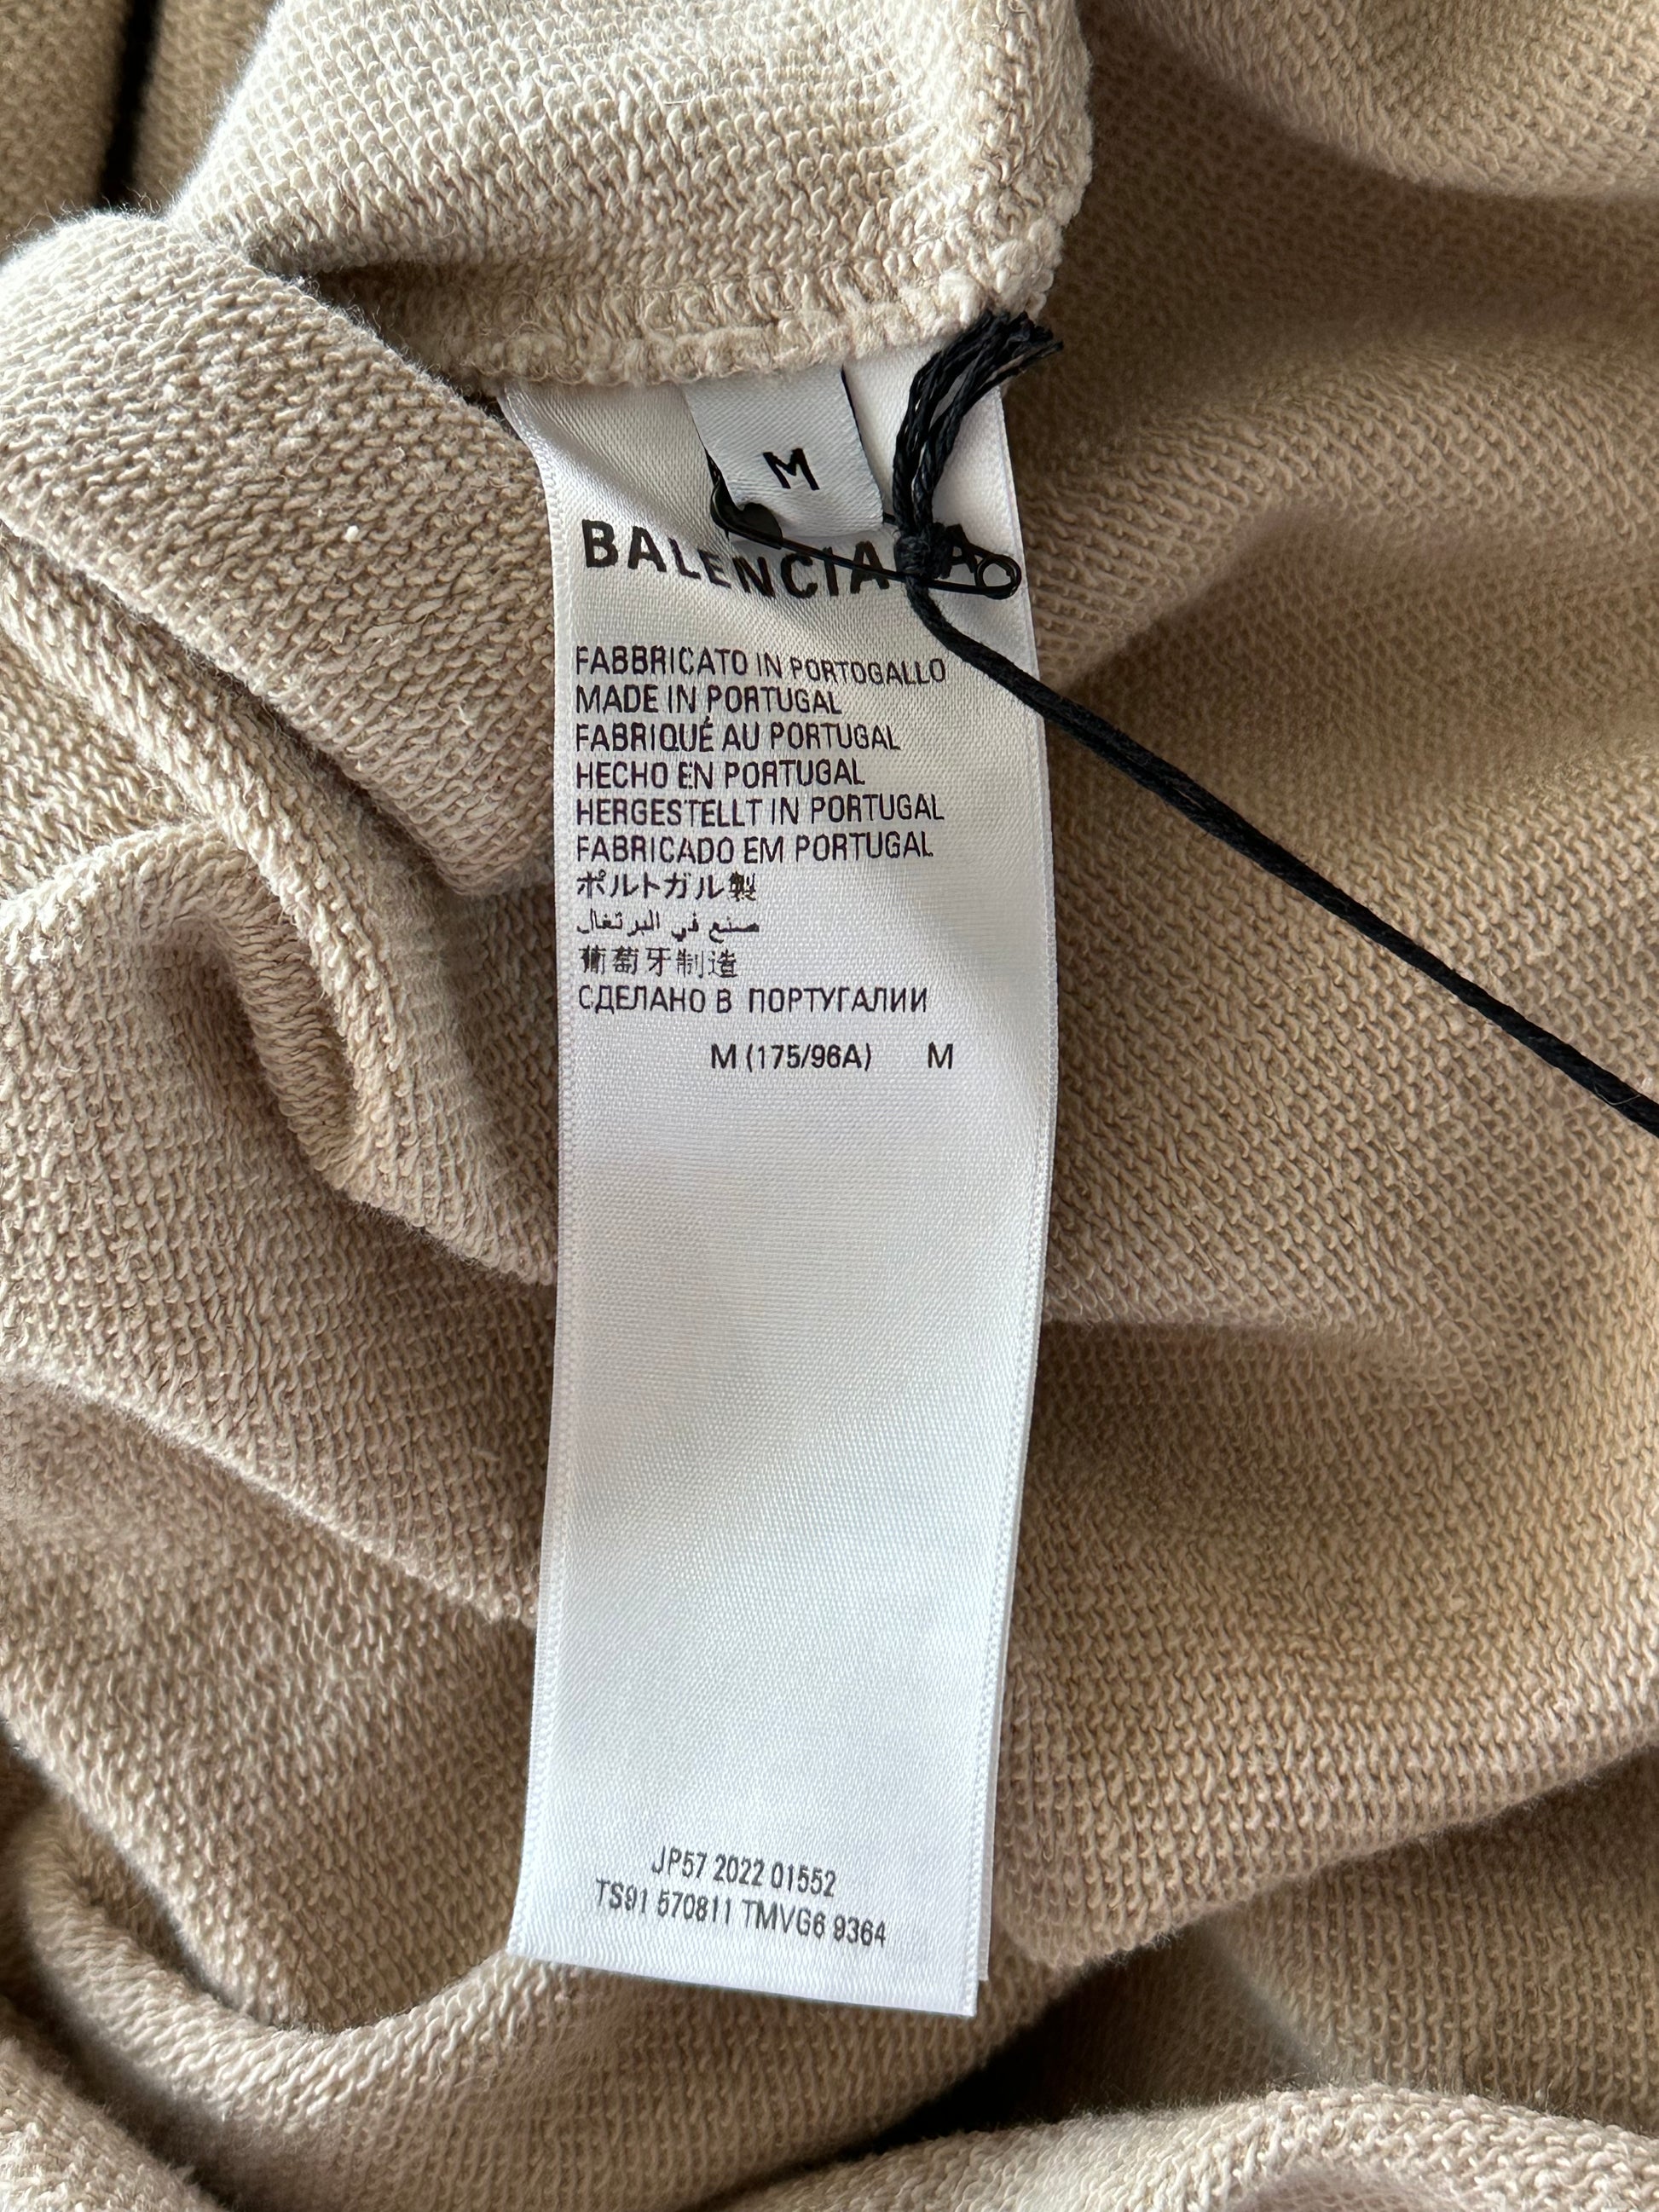 M
BALENCIAGA
FABBRICATO IN PORTOGALLO
MADE IN PORTUGAL
FABRIQUÉ AU PORTUGAL
HECHO EN PORTUGAL
HERGESTELLT IN PORTUGAL
FABRICADO EM PORTUGAL
ポルトガル製
صنع في البرتغال
葡萄牙制造
СДЕЛАНО В ПОРТУГАЛИИ
M (175/96A) M
JP57 2022 01552
TS91 570811 TMVG6 9364